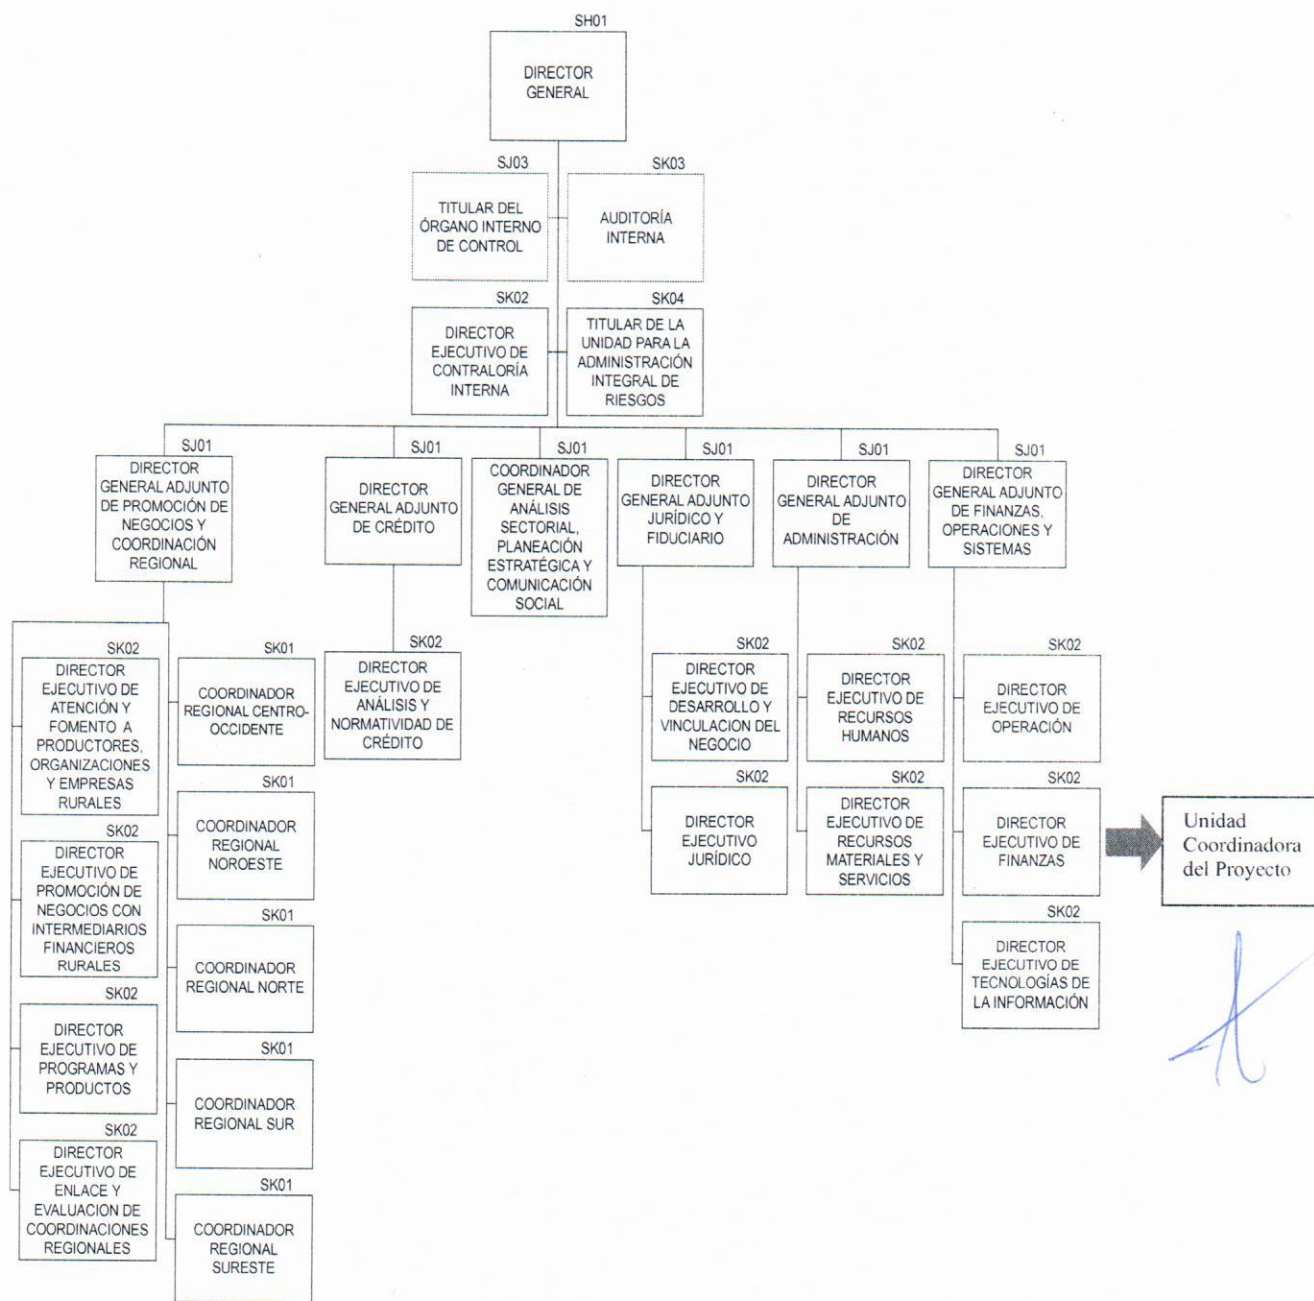 SH01
DIRECTOR
GENERAL
SJ03
TITULAR DEL
ÓRGANO INTERNO
DE CONTROL
SK03
AUDITORÍA
INTERNA
SK02
DIRECTOR
EJECUTIVO DE
CONTRALORÍA
INTERNA
SK04
TITULAR DE LA
UNIDAD PARA LA
ADMINISTRACIÓN
INTEGRAL DE
RIESGOS
SJ01
DIRECTOR
GENERAL ADJUNTO
DE PROMOCIÓN DE
NEGOCIOS Y
COORDINACIÓN
REGIONAL
SJ01
DIRECTOR
GENERAL ADJUNTO
DE CRÉDITO
SJ01
COORDINADOR
GENERAL DE
ANÁLISIS
SECTORIAL,
PLANEACIÓN
ESTRATÉGICA Y
COMUNICACIÓN
SOCIAL
SJ01
DIRECTOR
GENERAL ADJUNTO
JURÍDICO Y
FIDUCIARIO
SJ01
DIRECTOR
GENERAL ADJUNTO
DE
ADMINISTRACIÓN
SJ01
DIRECTOR
GENERAL ADJUNTO
DE FINANZAS,
OPERACIONES Y
SISTEMAS
SK02
DIRECTOR
EJECUTIVO DE
ATENCIÓN Y
FOMENTO A
PRODUCTORES,
ORGANIZACIONES
Y EMPRESAS
RURALES
SK01
COORDINADOR
REGIONAL CENTRO-
OCCIDENTE
SK02
DIRECTOR
EJECUTIVO DE
ANÁLISIS Y
NORMATIVIDAD DE
CRÉDITO
SK02
DIRECTOR
EJECUTIVO DE
DESARROLLO Y
VINCULACION DEL
NEGOCIO
SK02
DIRECTOR
EJECUTIVO DE
RECURSOS
HUMANOS
SK02
DIRECTOR
EJECUTIVO DE
OPERACIÓN
SK02
DIRECTOR
EJECUTIVO DE
PROMOCIÓN DE
NEGOCIOS CON
INTERMEDIARIOS
FINANCIEROS
RURALES
SK01
COORDINADOR
REGIONAL
NOROESTE
SK02
DIRECTOR
EJECUTIVO
JURÍDICO
SK02
DIRECTOR
EJECUTIVO DE
RECURSOS
MATERIALES Y
SERVICIOS
SK02
DIRECTOR
EJECUTIVO DE
FINANZAS
Unidad
Coordinadora
del Proyecto
SK01
COORDINADOR
REGIONAL NORTE
SK02
DIRECTOR
EJECUTIVO DE
TECNOLOGÍAS DE
LA INFORMACIÓN
SK02
DIRECTOR
EJECUTIVO DE
PROGRAMAS Y
PRODUCTOS
SK01
COORDINADOR
REGIONAL SUR
SK02
DIRECTOR
EJECUTIVO DE
ENLACE Y
EVALUACION DE
COORDINACIONES
REGIONALES
SK01
COORDINADOR
REGIONAL
SURESTE